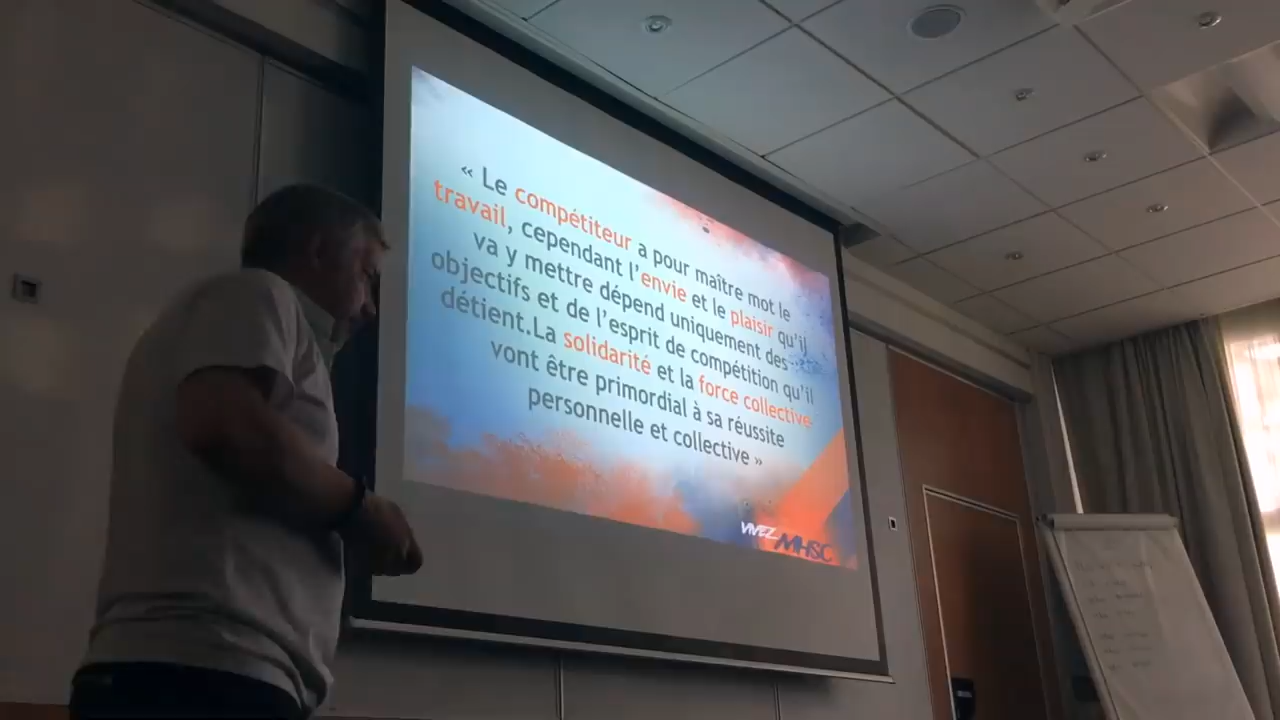 « Le compétiteur a pour maître mot le
travail, cependant l'envie et le plaisir qu'il
va y mettre dépend uniquement des
objectifs et de l'esprit de compétition qu'il
détient.La solidarité et la force collective
vont être primordial à sa réussite
personnelle et collective »
VIVEZ
MHSC